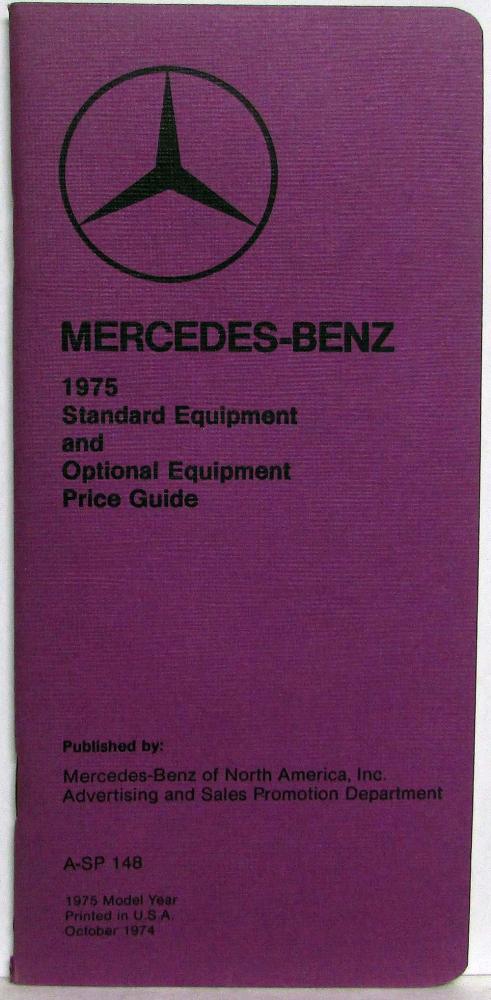 MERCEDES-BENZ
1975
Standard Equipment
and
Optional Equipment
Price Guide
Published by:
Mercedes-Benz of North America, Inc.
Advertising and Sales Promotion Department
A-SP 148
1975 Model Year
Printed in U.S.A.
October 1974